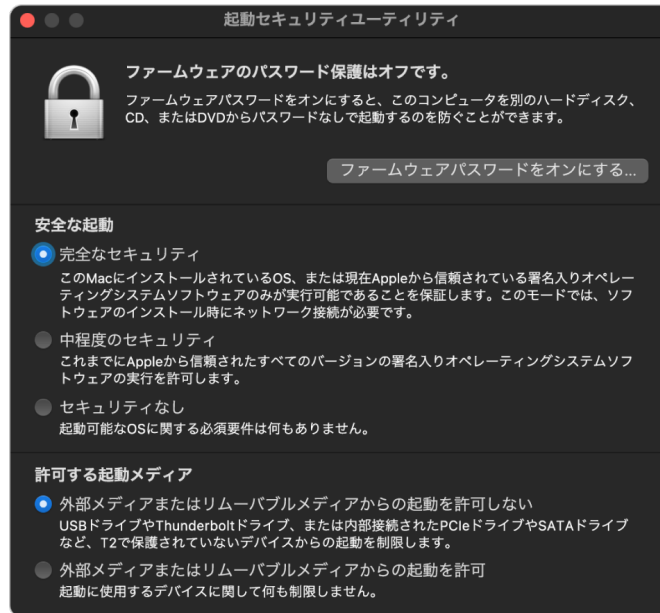 起動セキュリティユーティリティ
ファームウェアのパスワード保護はオフです。
ファームウェアパスワードをオンにすると、このコンピュータを別のハードディスク、
CD、またはDVDからパスワードなしで起動するのを防ぐことができます。
ファームウェアパスワードをオンにする...
安全な起動
完全なセキュリティ
このMacにインストールされているOS、または現在Appleから信頼されている署名入りオペレー
ティングシステムソフトウェアのみが実行可能であることを保証します。このモードでは、ソフ
トウェアのインストール時にネットワーク接続が必要です。
中程度のセキュリティ
これまでにAppleから信頼されたすべてのバージョンの署名入りオペレーティングシステムソフ
トウェアの実行を許可します。
セキュリティなし
起動可能なOSに関する必須要件は何もありません。
許可する起動メディア
外部メディアまたはリムーバブルメディアからの起動を許可しない
USBドライブやThunderboltドライブ、または内部接続されたPCIeドライブやSATAドライブ
など、T2で保護されていないデバイスからの起動を制限します。
外部メディアまたはリムーバブルメディアからの起動を許可
起動に使用するデバイスに関して何も制限しません。